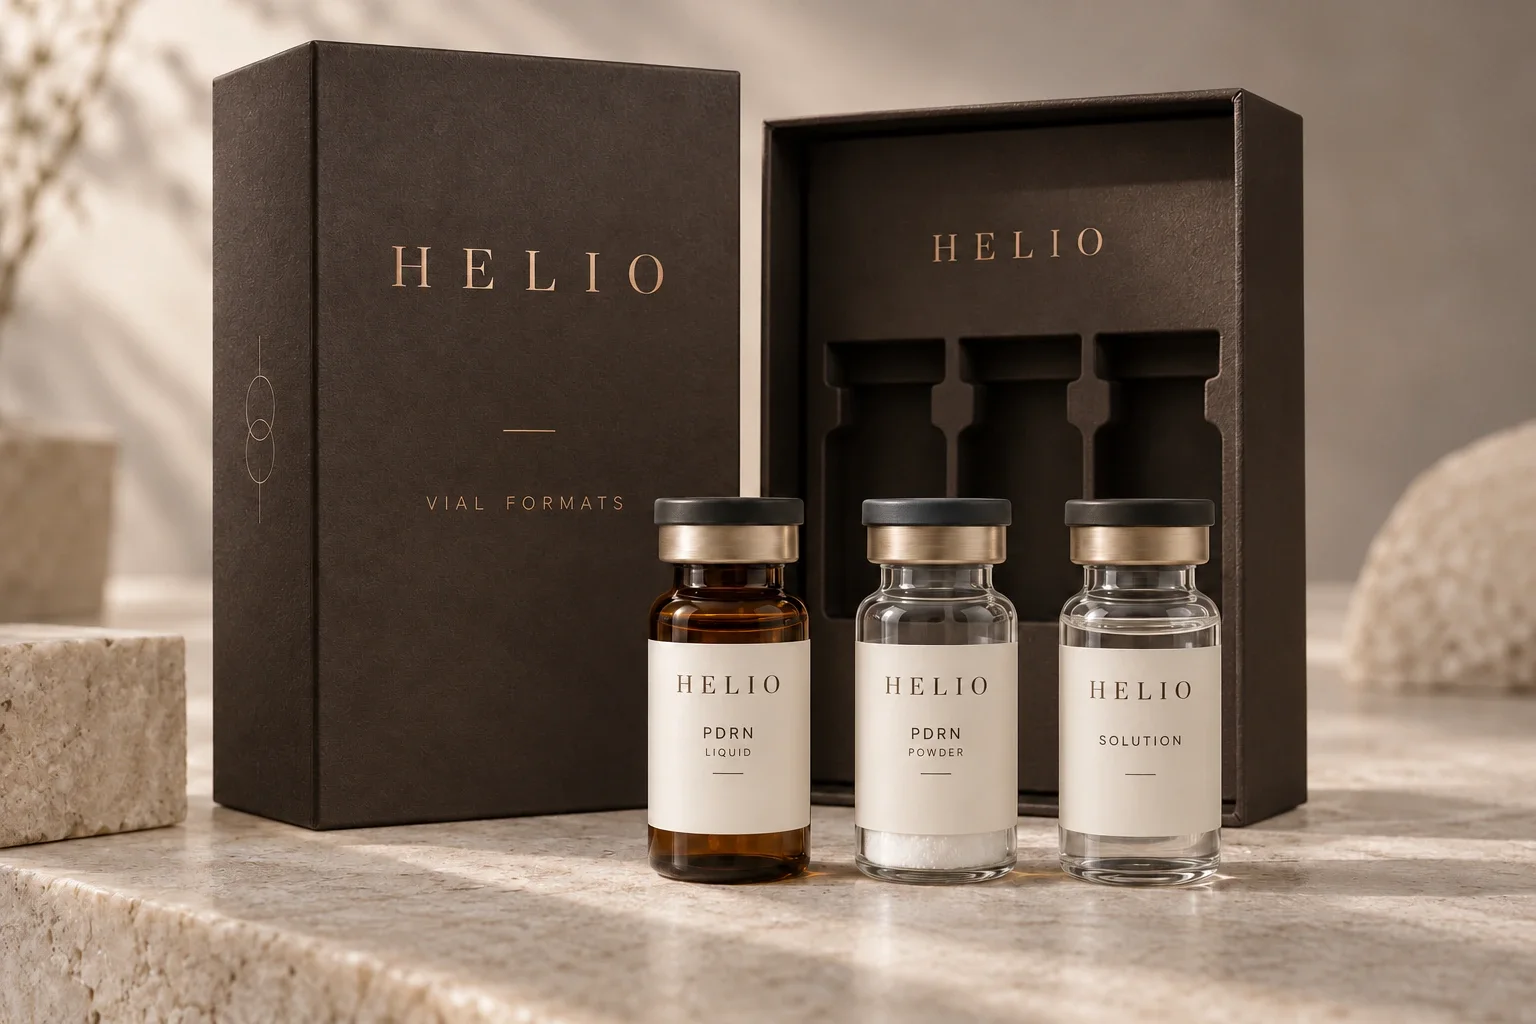 HELIO
VIAL FORMATS
HELIO
HELIO
PDRN
LIQUID
HELIO
PDRN
POWDER
HELIO
SOLUTION